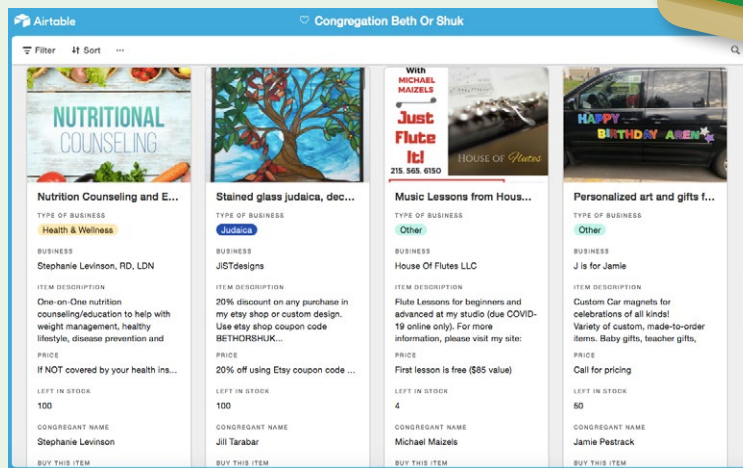 Airtable
Congregation Beth Or Shuk
Filter
Sort
...
NUTRITIONAL
COUNSELING
Nutrition Counseling and E...
TYPE OF BUSINESS
Health & Wellness
BUSINESS
Stephanie Levinson, RD, LDN
ITEM DESCRIPTION
One-on-One nutrition
counseling/education to help with
weight management, healthy
lifestyle, disease prevention and
PRICE
If NOT covered by your health ins...
LEFT IN STOCK
100
CONGREGANT NAME
Stephanie Levinson
BUY THIS ITEM
Stained glass judaica, dec...
TYPE OF BUSINESS
Judaica
BUSINESS
JiSTdesigns
ITEM DESCRIPTION
20% discount on any purchase in
my etsy shop or custom design.
Use etsy shop coupon code
BETHORSHUK...
PRICE
20% off using Etsy coupon code ...
LEFT IN STOCK
100
CONGREGANT NAME
Jill Tarabar
BUY THIS ITEM
With
MICHAEL
MAIZELS
Just
Flute
It!
215. 565. 6150
HOUSE OF Flutes
Music Lessons from Hous...
TYPE OF BUSINESS
Other
BUSINESS
House Of Flutes LLC
ITEM DESCRIPTION
Flute Lessons for beginners and
advanced at my studio (due COVID-
19 online only). For more
information, please visit my site:
PRICE
First lesson is free ($85 value)
LEFT IN STOCK
4
CONGREGANT NAME
Michael Maizels
BUY THIS ITEM
HAPPY
BIRTHDAY AREN
Personalized art and gifts f...
TYPE OF BUSINESS
Other
BUSINESS
J is for Jamie
ITEM DESCRIPTION
Custom Car magnets for
celebrations of all kinds!
Variety of custom, made-to-order
items. Baby gifts, teacher gifts,
PRICE
Call for pricing
LEFT IN STOCK
50
CONGREGANT NAME
Jamie Pestrack
BUY THIS ITEM